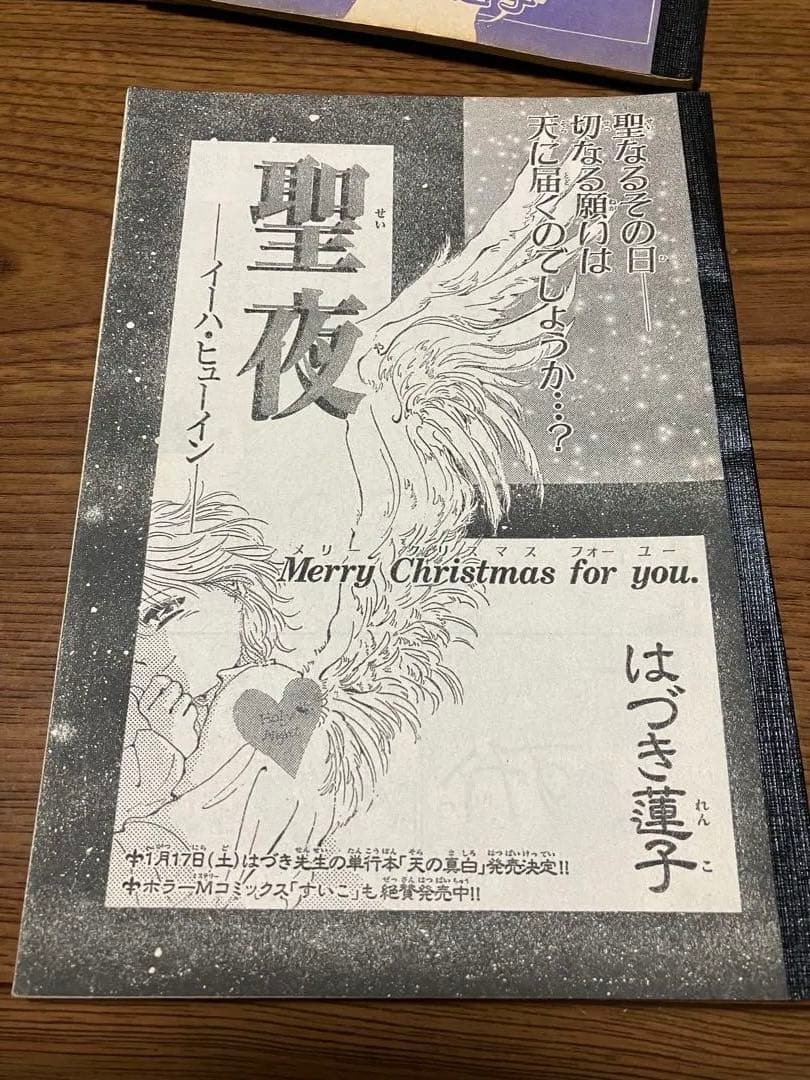 聖なるその日――
切なる願いは
天に届くのでしょうか…?
聖夜
――イーハ・ヒューイン――
Merry Christmas for you.
Holy Night
はづき蓮子
1月17日(土)はづき先生の単行本「天の真白」発売決定!!
ホラーMコミックス「すいこ」も絶賛発売中!!